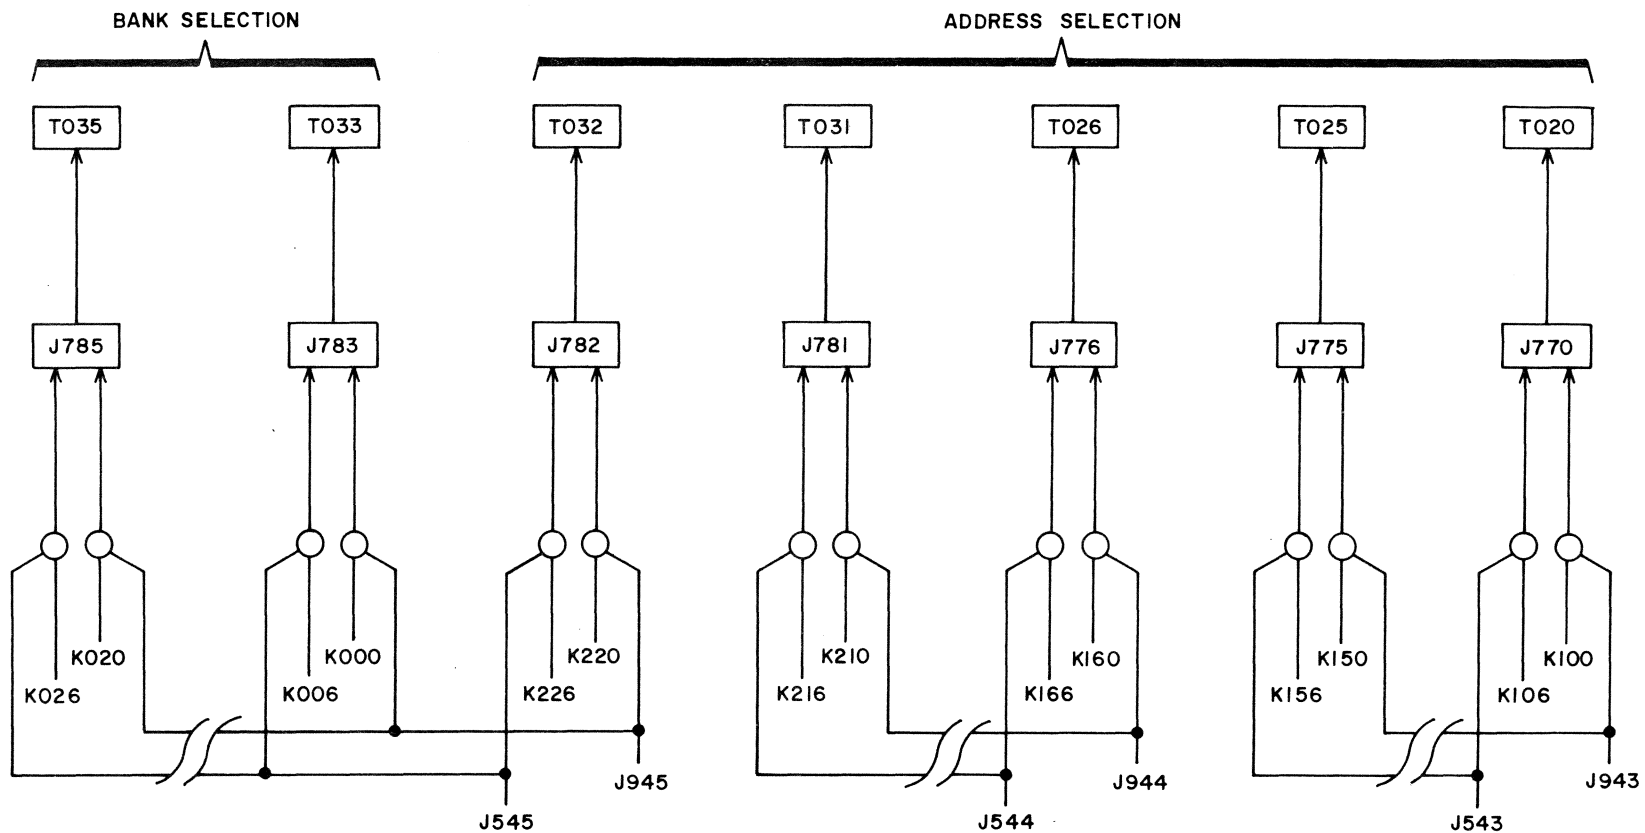 BANK SELECTION
ADDRESS SELECTION
T035
T033
T032
T031
T026
T025
T020
J785
J783
J782
J781
J776
J775
J770
K020
K000
K220
K210
K160
K150
K100
K026
K006
K226
K216
K166
K156
K106
J945
J944
J943
J545
J544
J543